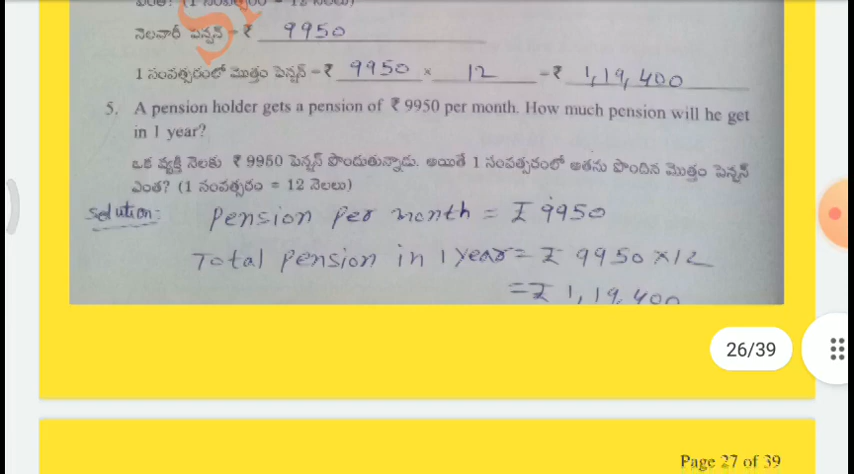 నెలవారీ పెన్షన్ - ₹ 9950
1 సంవత్సరంలో మొత్తం పెన్షన్ - ₹ 9950 × 12 = ₹ 1,19,400
5. A pension holder gets a pension of ₹ 9950 per month. How much pension will he get
in 1 year?
ఒక వ్యక్తి నెలకు ₹ 9950 పెన్షన్ పొందుతున్నాడు. అయితే 1 సంవత్సరంలో అతను పొందిన మొత్తం పెన్షన్
ఎంత? (1 సంవత్సరం = 12 నెలలు)
Solution:- Pension per month = ₹ 9950
Total pension in 1 year = ₹ 9950 × 12
= ₹ 1,19,400
26/39
Page 27 of 39